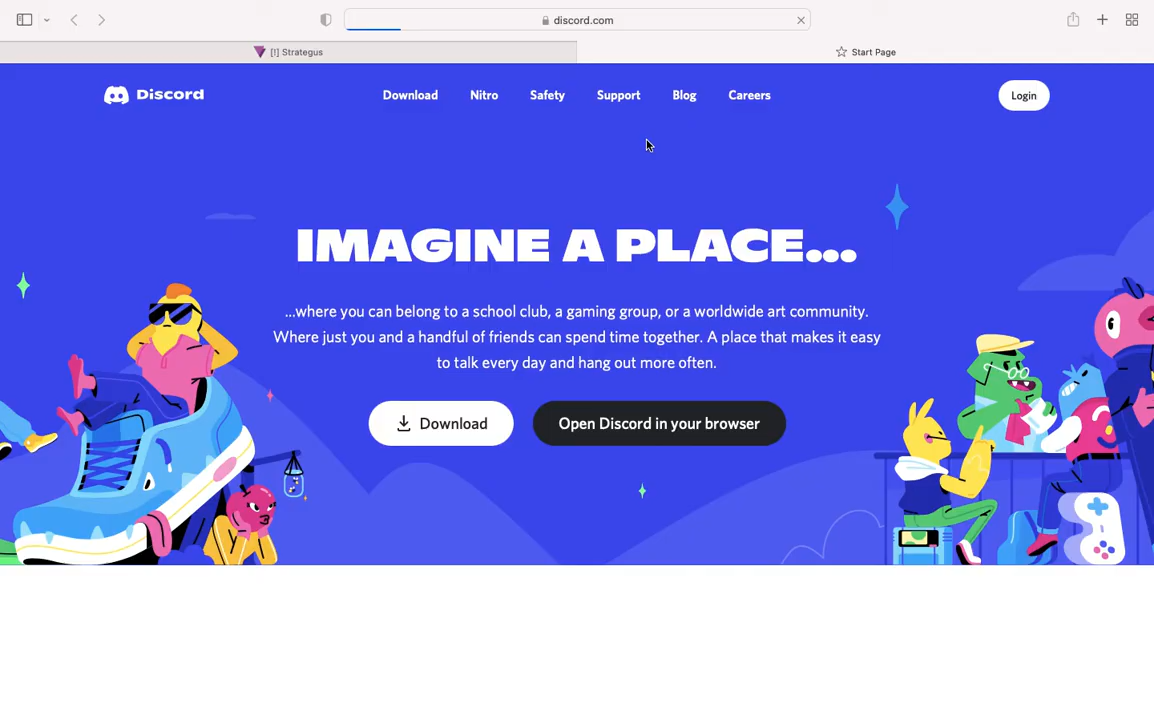 discord.com
[!] Strategus
Start Page
Discord
Download
Nitro
Safety
Support
Blog
Careers
Login
IMAGINE A PLACE...
...where you can belong to a school club, a gaming group, or a worldwide art community.
Where just you and a handful of friends can spend time together. A place that makes it easy
to talk every day and hang out more often.
Download
Open Discord in your browser